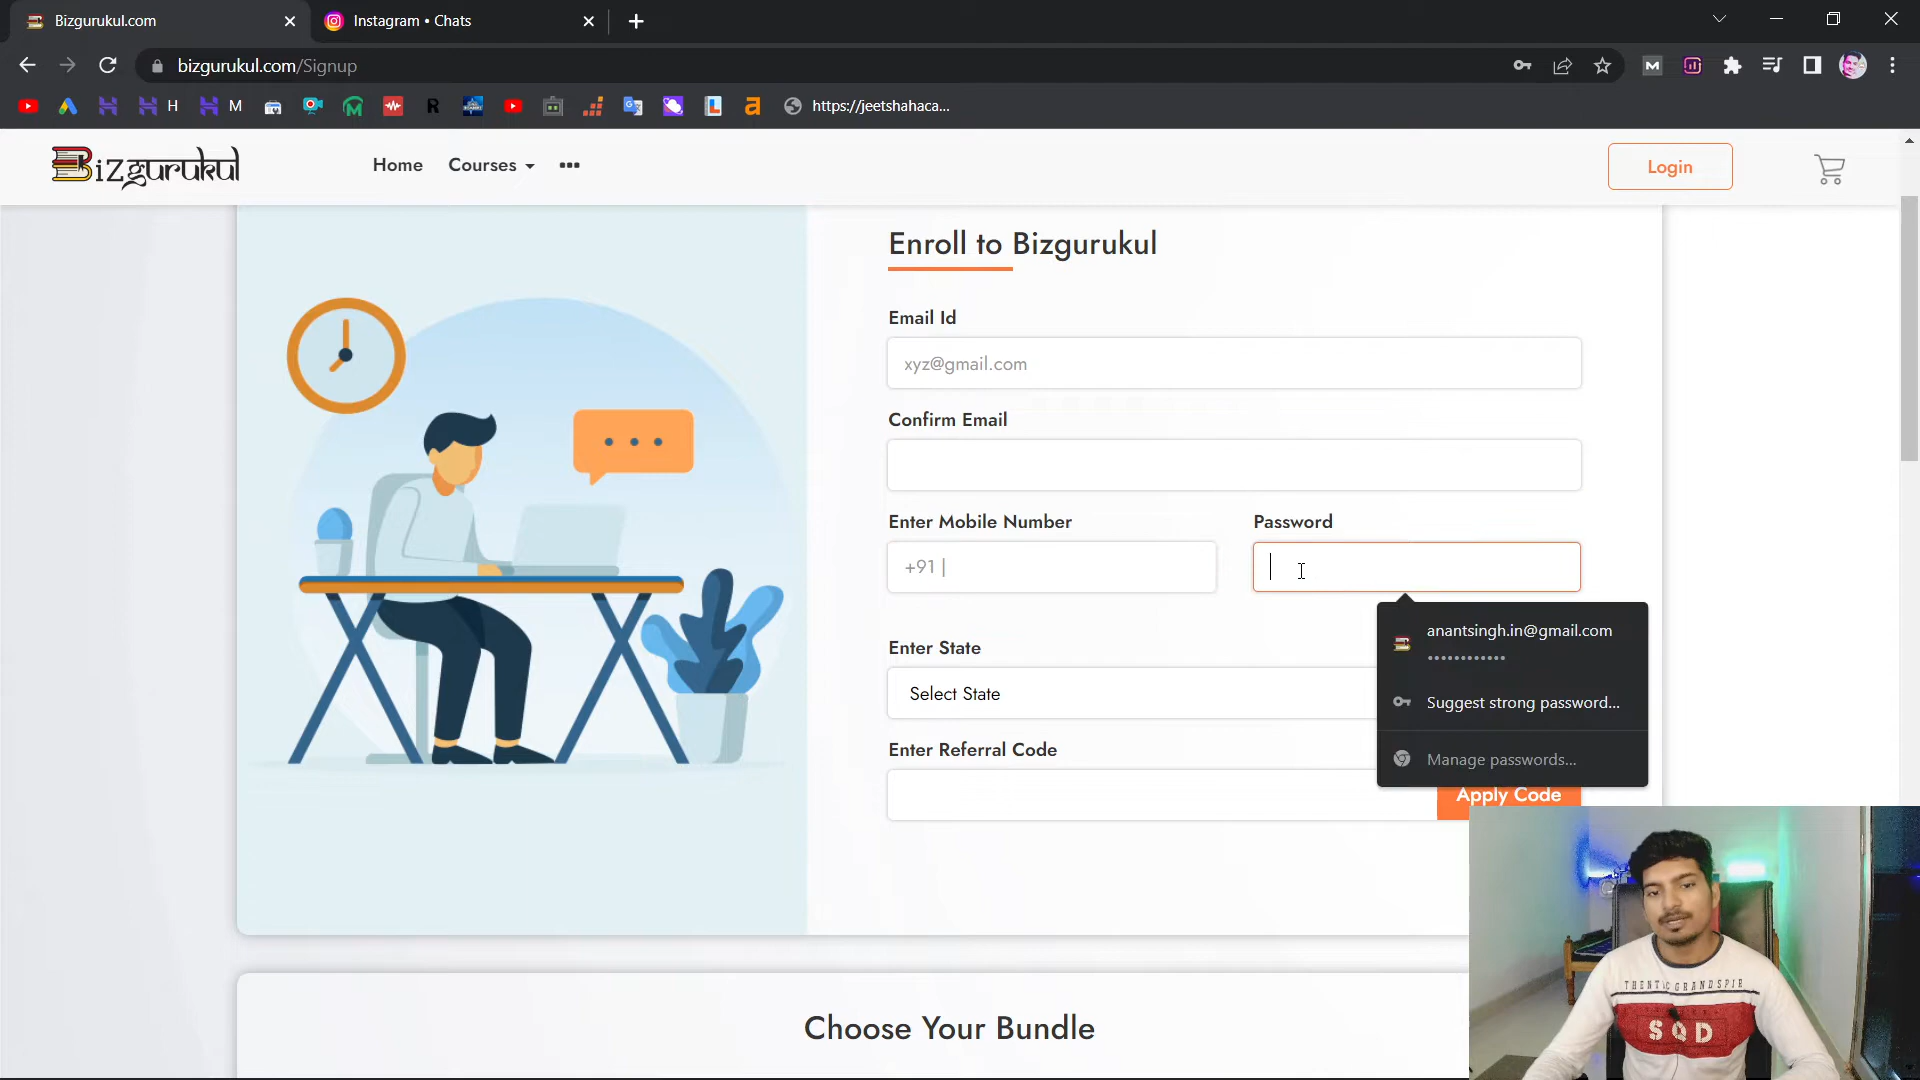 Bizgurukul.com
Instagram • Chats
bizgurukul.com/Signup
H
M
https://jeetshahaca...
Bizgurukul
Home
Courses
Login
Enroll to Bizgurukul
Email Id
xyz@gmail.com
Confirm Email
Enter Mobile Number
Password
+91 |
anantsingh.in@gmail.com
Enter State
Suggest strong password...
Select State
Enter Referral Code
Manage passwords...
Apply Code
Choose Your Bundle
SQD